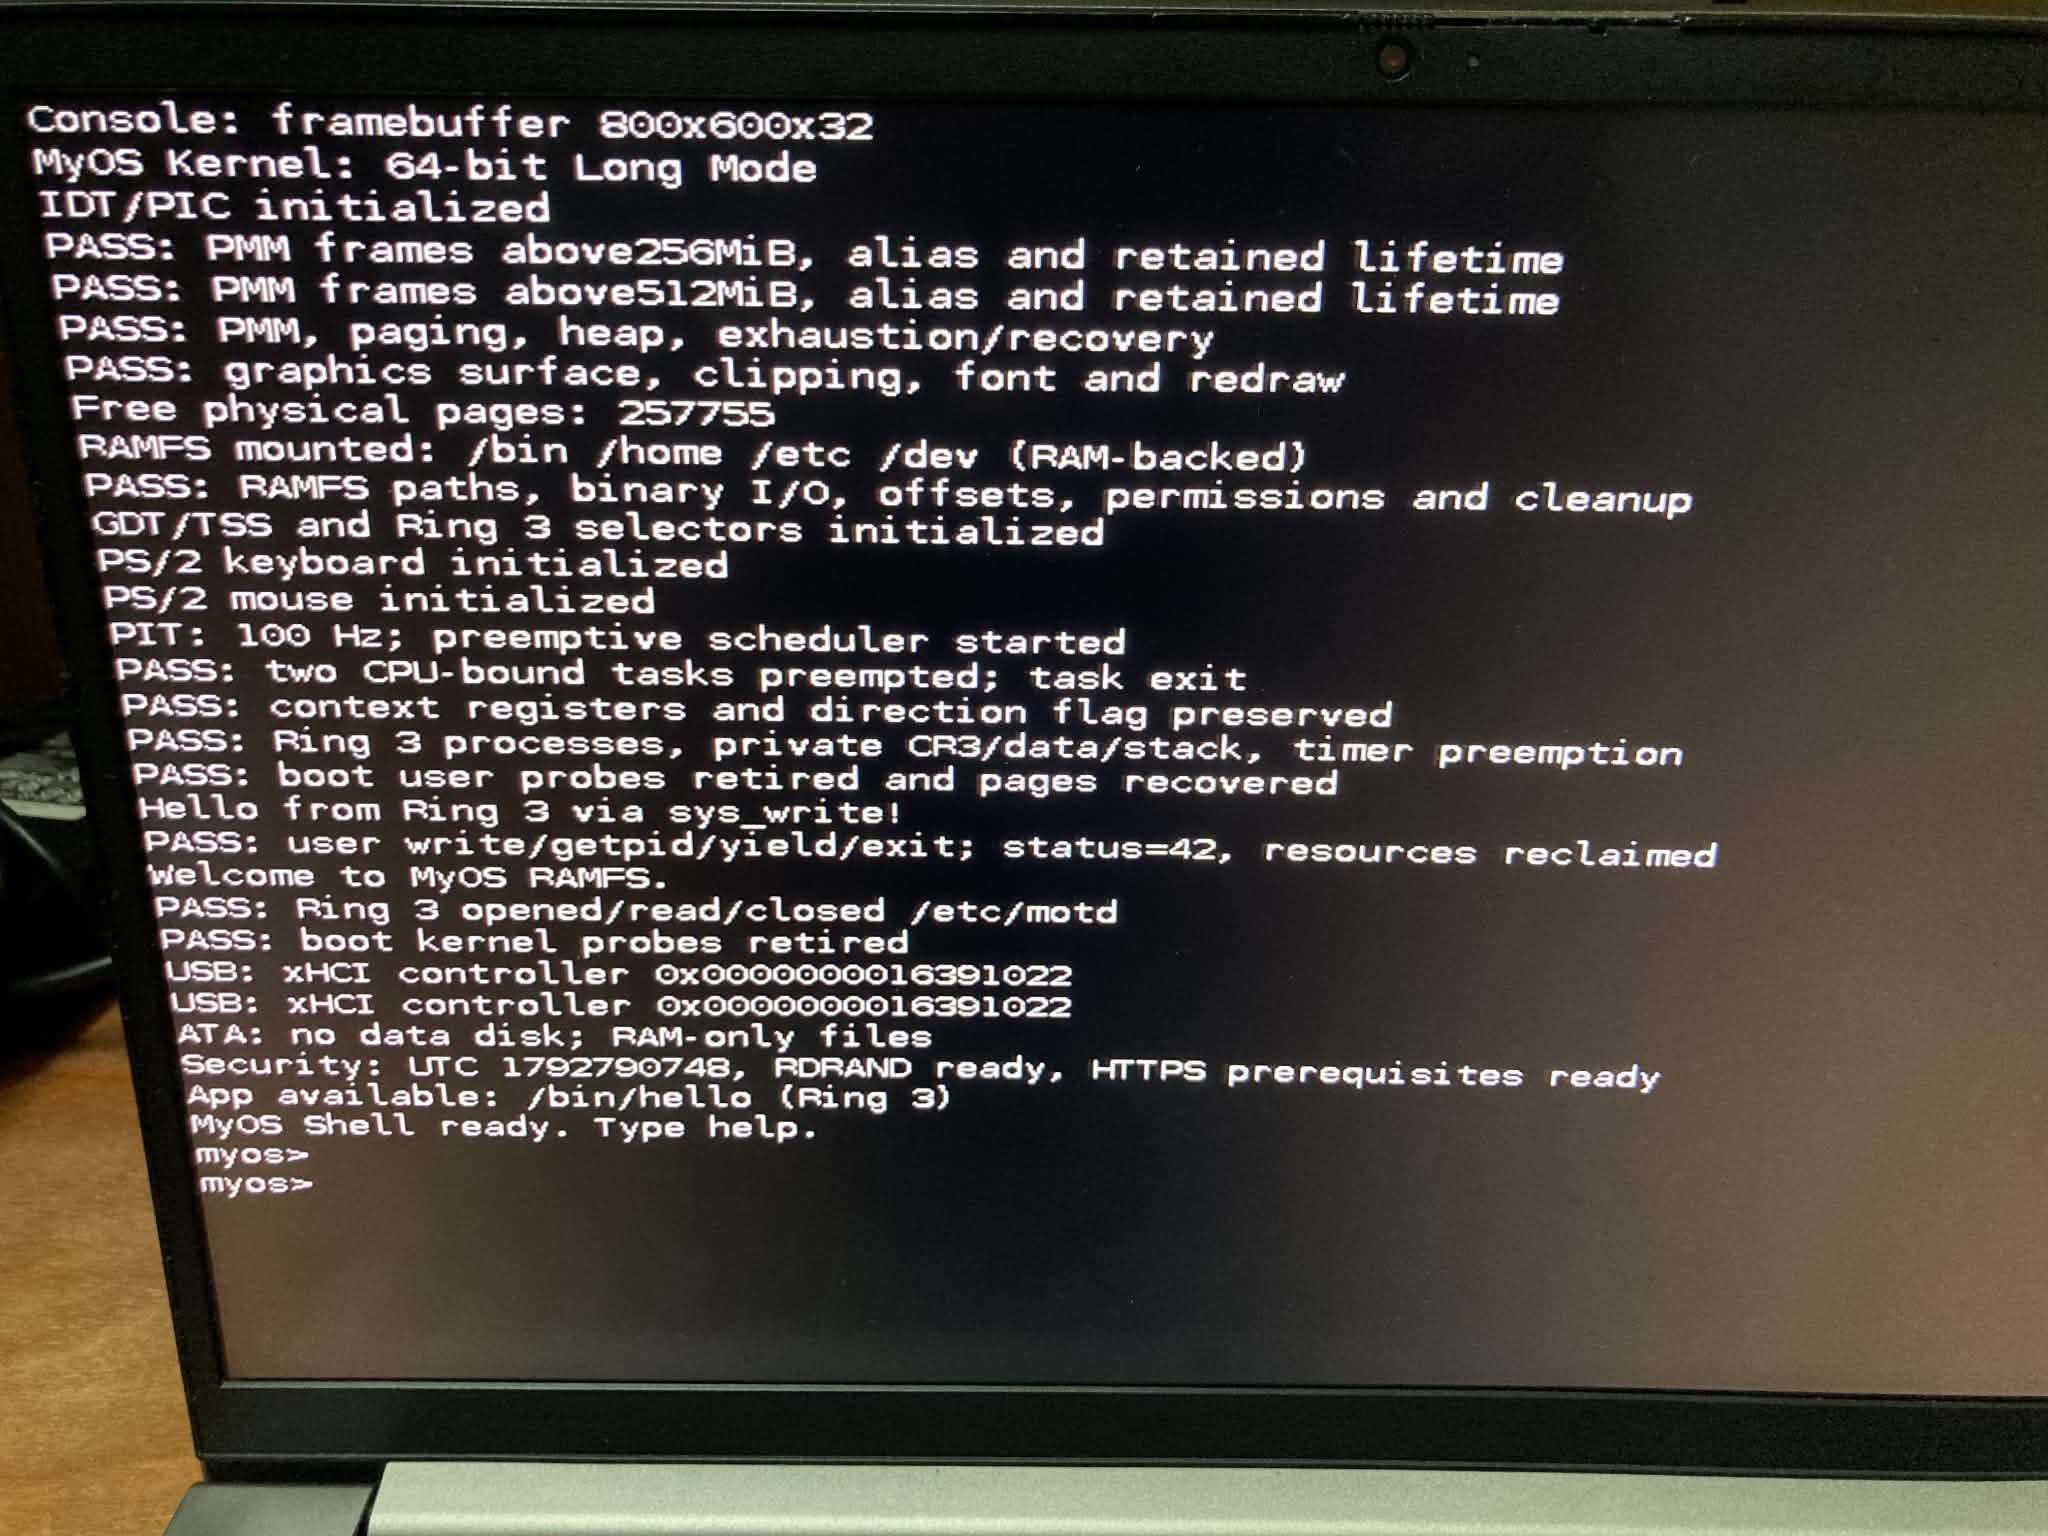 Console: framebuffer 800x600x32
MyOS Kernel: 64-bit Long Mode
IDT/PIC initialized
PASS: PMM frames above256MiB, alias and retained lifetime
PASS: PMM frames above512MiB, alias and retained lifetime
PASS: PMM, paging, heap, exhaustion/recovery
PASS: graphics surface, clipping, font and redraw
Free physical pages: 257755
RAMFS mounted: /bin /home /etc /dev (RAM-backed)
PASS: RAMFS paths, binary I/O, offsets, permissions and cleanup
GDT/TSS and Ring 3 selectors initialized
PS/2 keyboard initialized
PS/2 mouse initialized
PIT: 100 Hz; preemptive scheduler started
PASS: two CPU-bound tasks preempted; task exit
PASS: context registers and direction flag preserved
PASS: Ring 3 processes, private CR3/data/stack, timer preemption
PASS: boot user probes retired and pages recovered
Hello from Ring 3 via sys_write!
PASS: user write/getpid/yield/exit; status=42, resources reclaimed
Welcome to MyOS RAMFS.
PASS: Ring 3 opened/read/closed /etc/motd
PASS: boot kernel probes retired
USB: xHCI controller 0x0000000016391022
USB: xHCI controller 0x0000000016391022
ATA: no data disk; RAM-only files
Security: UTC 1792790748, RDRAND ready, HTTPS prerequisites ready
App available: /bin/hello (Ring 3)
MyOS Shell ready. Type help.
myos>
myos>